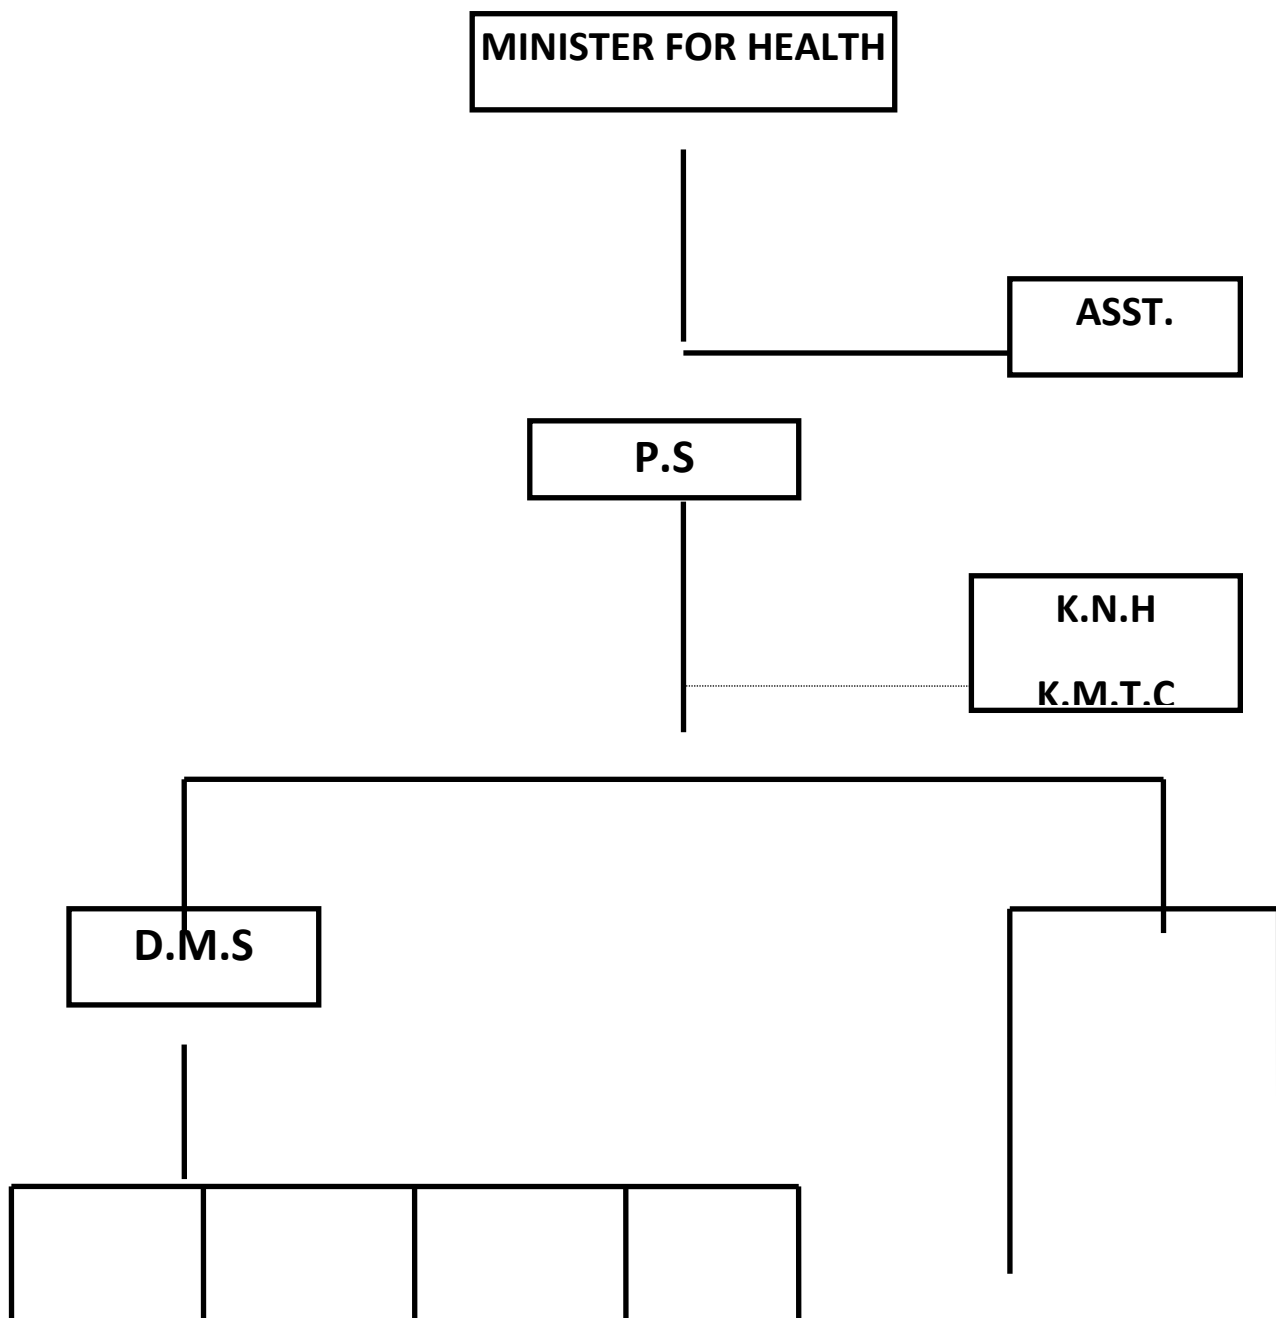 MINISTER FOR HEALTH
ASST.
P.S
K.N.H
K.M.T.C
D.M.S